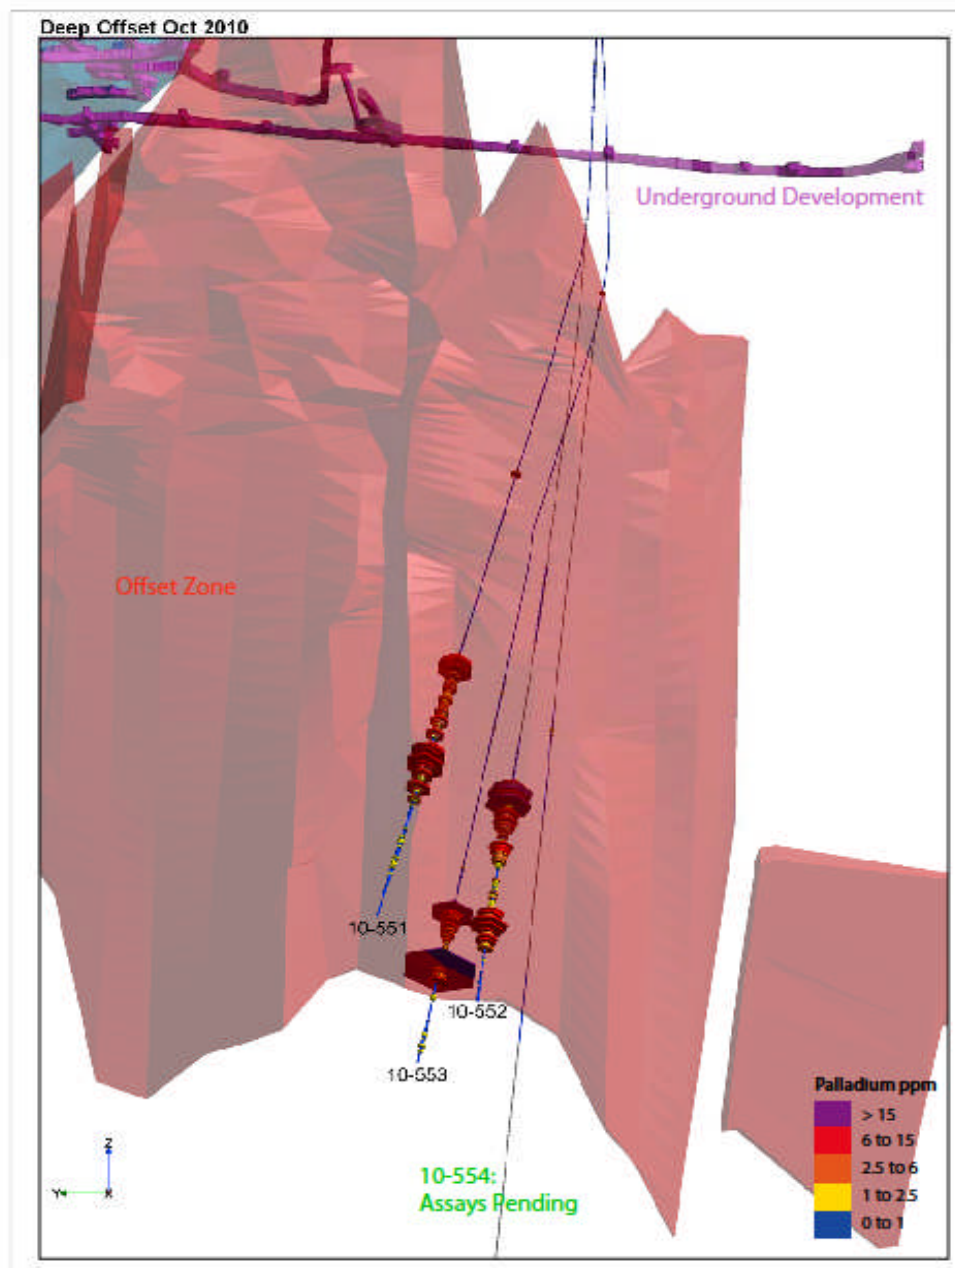 Deep Offset Oct 2010
Underground Development
Offset Zone
10-551
10-552
10-553
10-554:
Assays Pending
Palladium ppm
> 15
6 to 15
2.5 to 6
1 to 2.5
0 to 1
Z
Y
X